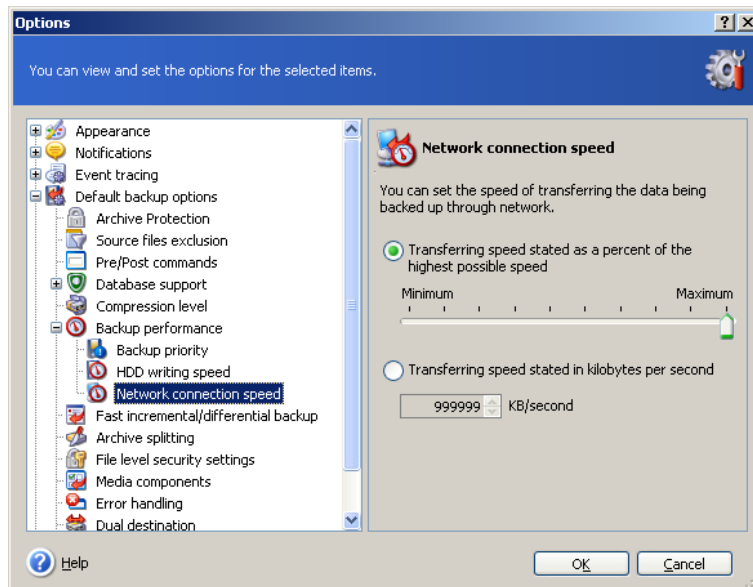 Options
You can view and set the options for the selected items.
Appearance
Notifications
Event tracing
Default backup options
Archive Protection
Source files exclusion
Pre/Post commands
Database support
Compression level
Backup performance
Backup priority
HDD writing speed
Network connection speed
Fast incremental/differential backup
Archive splitting
File level security settings
Media components
Error handling
Dual destination
Network connection speed
You can set the speed of transferring the data being
backed up through network.
Transferring speed stated as a percent of the
highest possible speed
Minimum Maximum
Transferring speed stated in kilobytes per second
999999 KB/second
Help
OK
Cancel